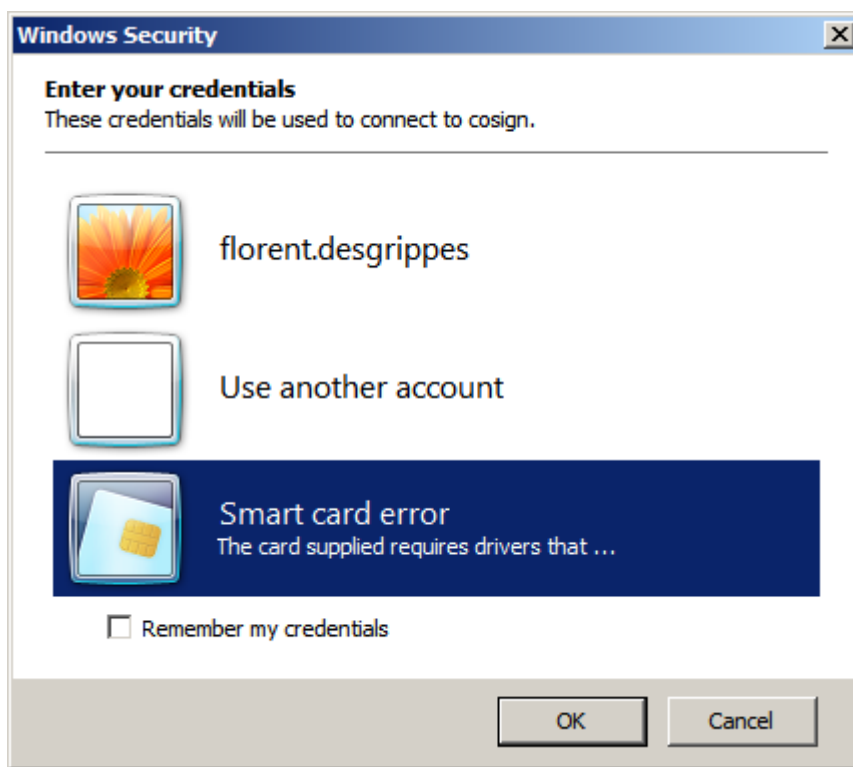 Windows Security
Enter your credentials
These credentials will be used to connect to cosign.
florent.desgrippes
Use another account
Smart card error
The card supplied requires drivers that ...
Remember my credentials
OK
Cancel